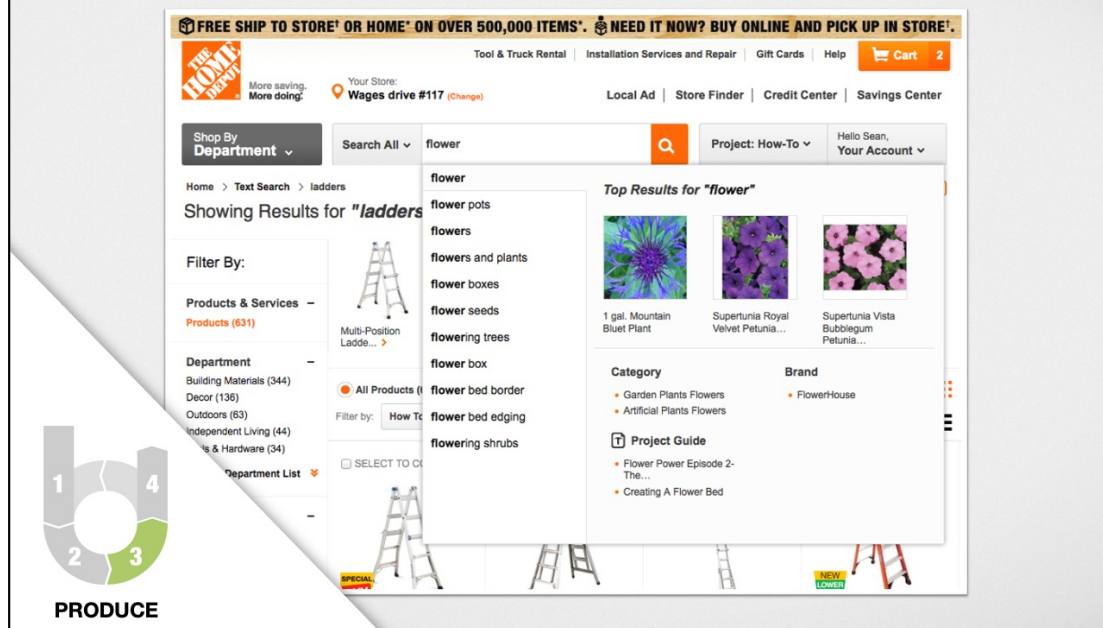 FREE SHIP TO STORE† OR HOME* ON OVER 500,000 ITEMS*. NEED IT NOW? BUY ONLINE AND PICK UP IN STORE†.
THE HOME DEPOT
More saving.
More doing.
Your Store:
Wages drive #117 (Change)
Tool & Truck Rental | Installation Services and Repair | Gift Cards | Help
Cart 2
Local Ad | Store Finder | Credit Center | Savings Center
Shop By
Department
Search All
flower
Project: How-To
Hello Sean,
Your Account
Home > Text Search > ladders
Showing Results for "ladders
Filter By:
Products & Services –
Products (631)
Department –
Building Materials (344)
Decor (136)
Outdoors (63)
Independent Living (44)
& Hardware (34)
Department List
–
Multi-Position
Ladde... >
All Products (
Filter by: How To
SELECT TO CO
flower
flower pots
flowers
flowers and plants
flower boxes
flower seeds
flowering trees
flower box
flower bed border
flower bed edging
flowering shrubs
Top Results for "flower"
1 gal. Mountain
Bluet Plant
Supertunia Royal
Velvet Petunia...
Supertunia Vista
Bubblegum
Petunia...
Category
• Garden Plants Flowers
• Artificial Plants Flowers
Brand
• FlowerHouse
T Project Guide
• Flower Power Episode 2-
The...
• Creating A Flower Bed
SPECIAL
NEW
LOWER
1
2
3
4
PRODUCE